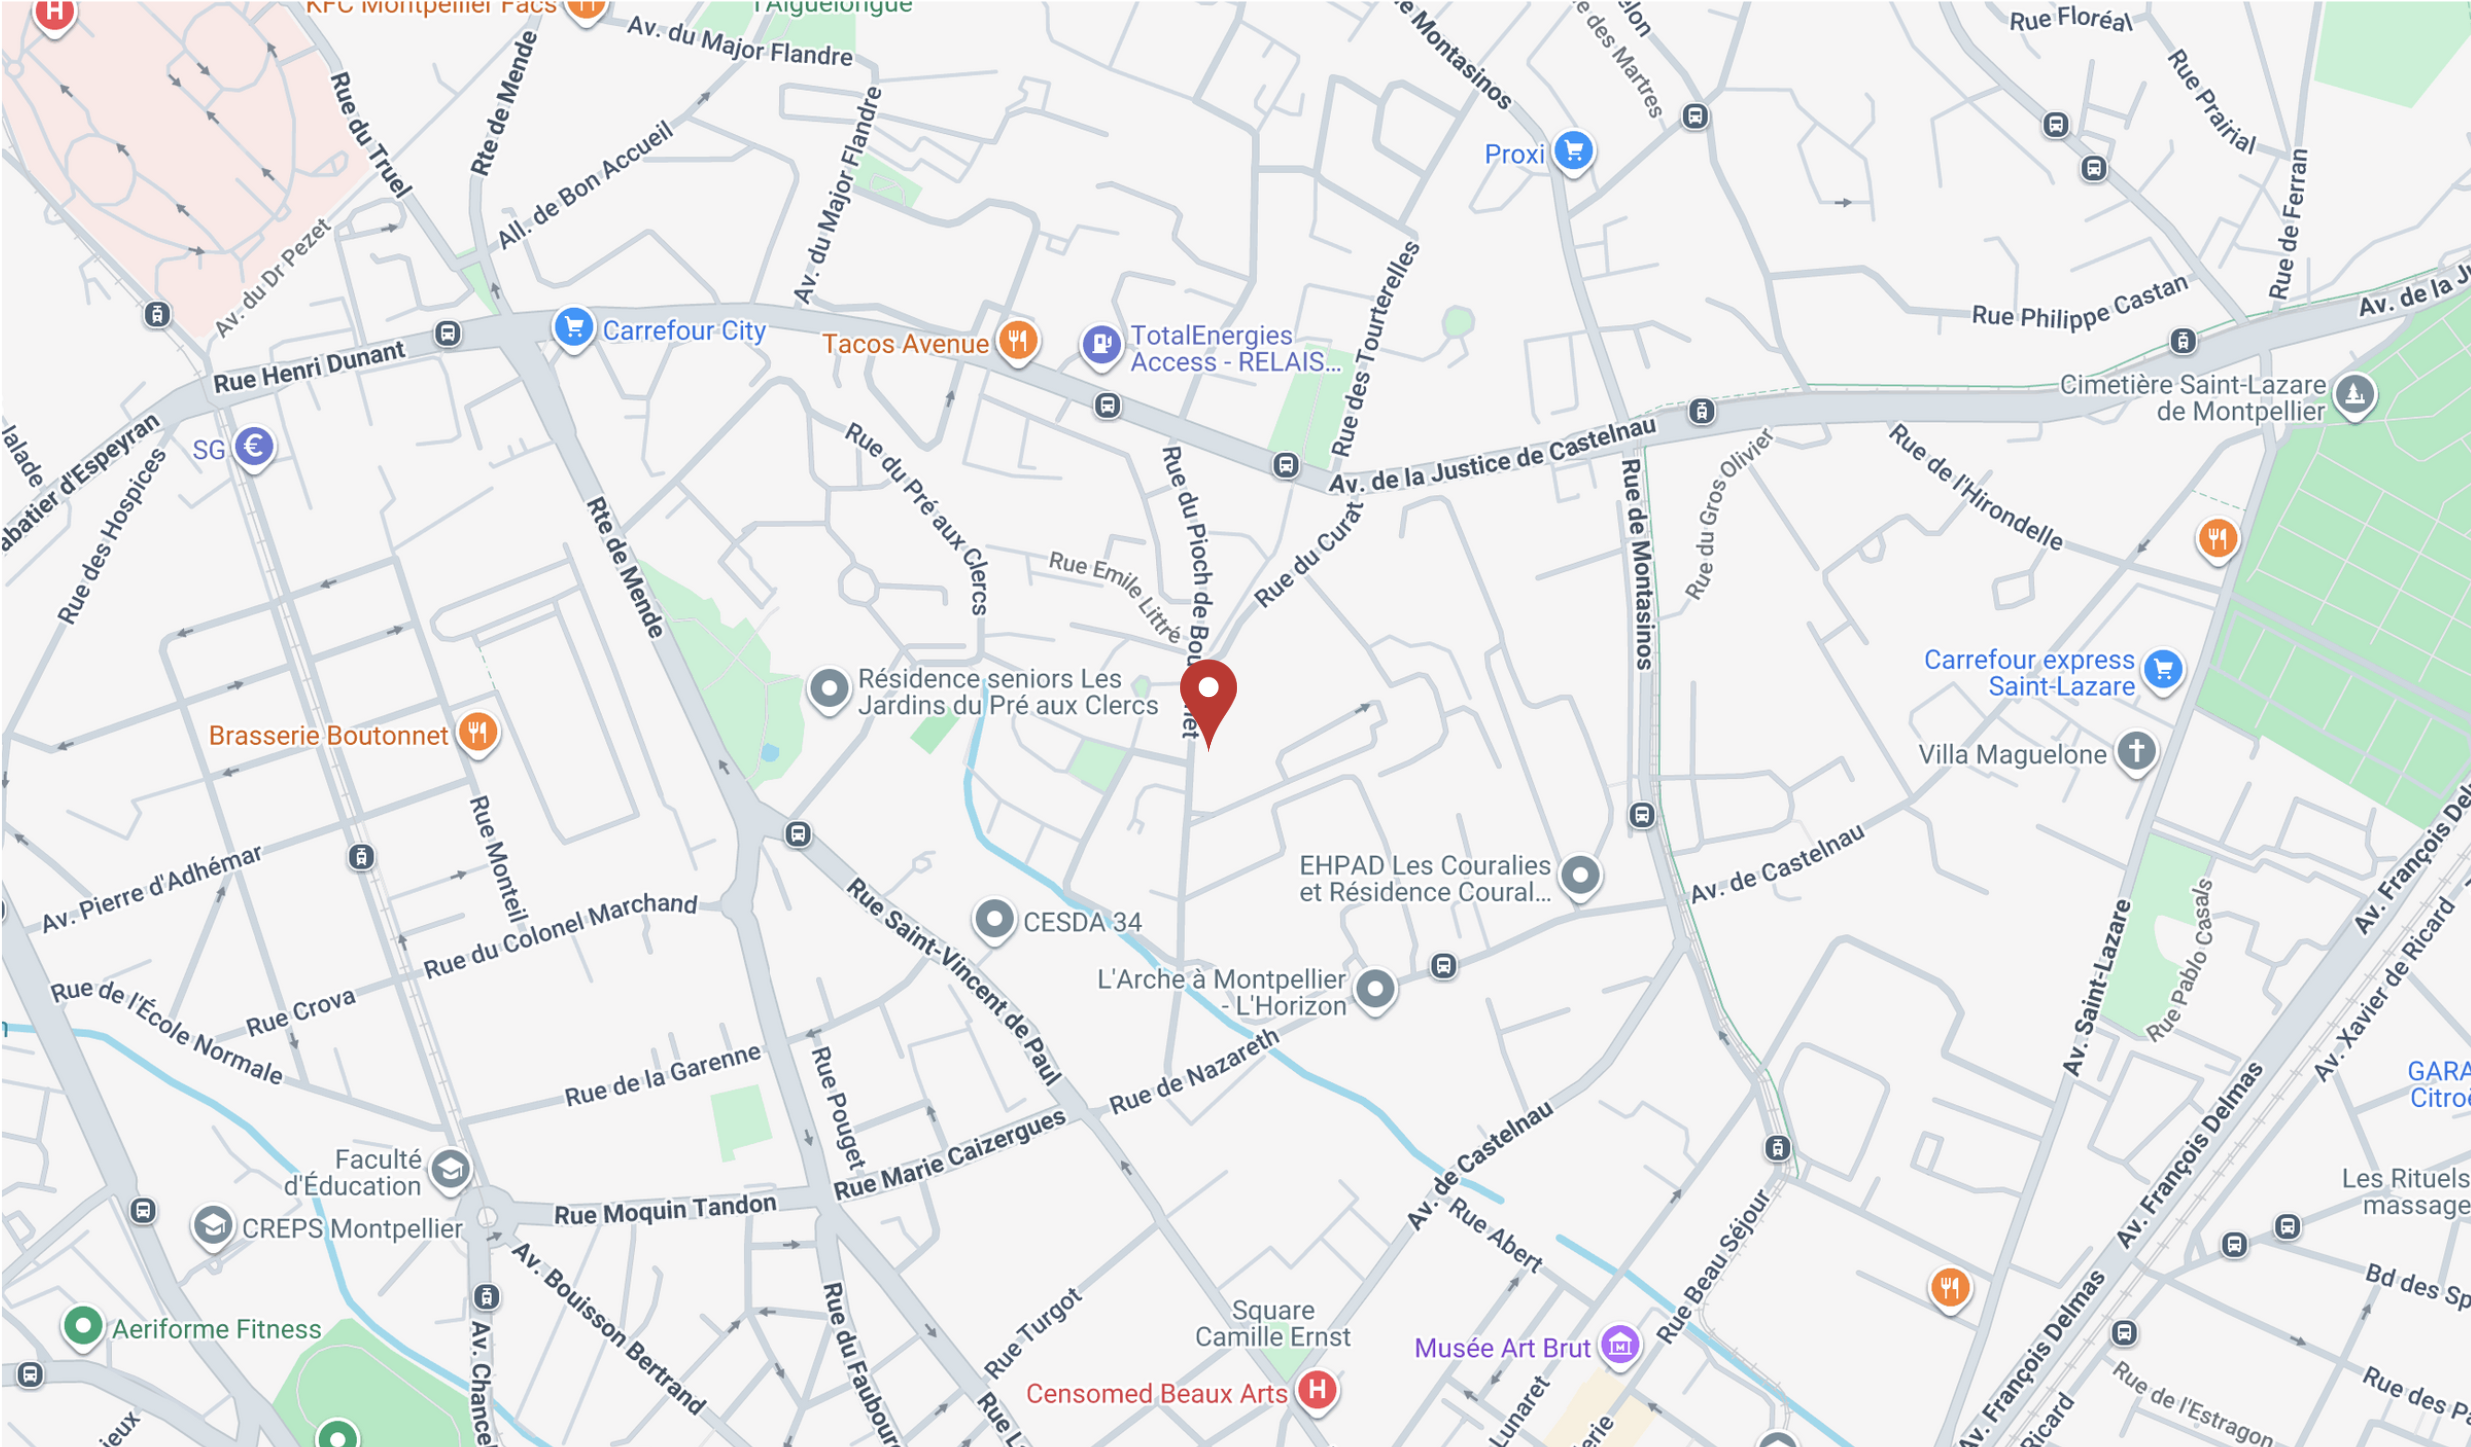 KFC Montpellier Facs
l'Aiguelongue
Av. du Major Flandre
Rue Floréal
Rue Prairial
Rue des Martres
Rue de Montasinos
Rue du Truel
Rte de Mende
All. de Bon Accueil
Av. du Major Flandre
Proxi
Rue de Ferran
Av. du Dr Pezet
Rue Henri Dunant
Carrefour City
Tacos Avenue
TotalEnergies
Access - RELAIS...
Rue des Tourterelles
Rue Philippe Castan
Av. de la Ju
Cimetière Saint-Lazare
de Montpellier
SG
abatier d'Espeyran
Rue des Hospices
Rue du Pré aux Clercs
Rue du Pioch de Boutonnet
Av. de la Justice de Castelnau
Rue du Gros Olivier
Rue de l'Hirondelle
Rte de Mende
Rue Emile Littré
Rue du Curat
Rue de Montasinos
Résidence seniors Les
Jardins du Pré aux Clercs
Carrefour express
Saint-Lazare
Brasserie Boutonnet
Villa Maguelone
Rue Monteil
Av. Pierre d'Adhémar
Rue du Colonel Marchand
Rue Saint-Vincent de Paul
CESDA 34
EHPAD Les Couralies
et Résidence Coural...
Av. de Castelnau
Av. François Delmas
Av. Saint-Lazare
Rue Pablo Casals
Av. Xavier de Ricard
Rue de l'École Normale
Rue Crova
L'Arche à Montpellier
- L'Horizon
Rue de la Garenne
Rue Pouget
Rue de Nazareth
Rue Marie Caizergues
GARA
Citroë
Faculté
d'Éducation
CREPS Montpellier
Rue Moquin Tandon
Av. de Castelnau
Rue Abert
Av. François Delmas
Les Rituels
massage
Av. Bouisson Bertrand
Rue Beau Séjour
Bd des Sp
Aeriforme Fitness
Rue Turgot
Square
Camille Ernst
Musée Art Brut
Censomed Beaux Arts
Av. François Delmas
Rue de l'Estragon
Rue des Pa
Av. Chancel
Rue du Faubourg
Rue L
Lunaret
erie
Ricard
ieux